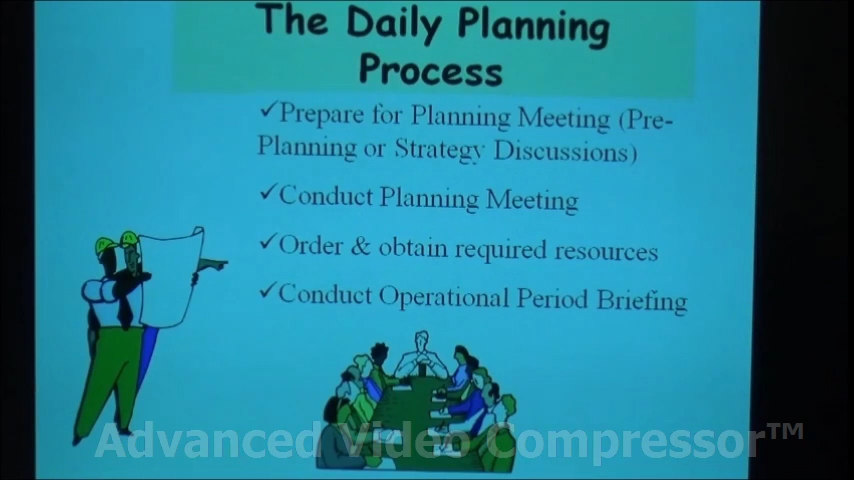 The Daily Planning
Process
✓Prepare for Planning Meeting (Pre-
Planning or Strategy Discussions)
✓Conduct Planning Meeting
✓Order & obtain required resources
✓Conduct Operational Period Briefing
Advanced Video Compressor™